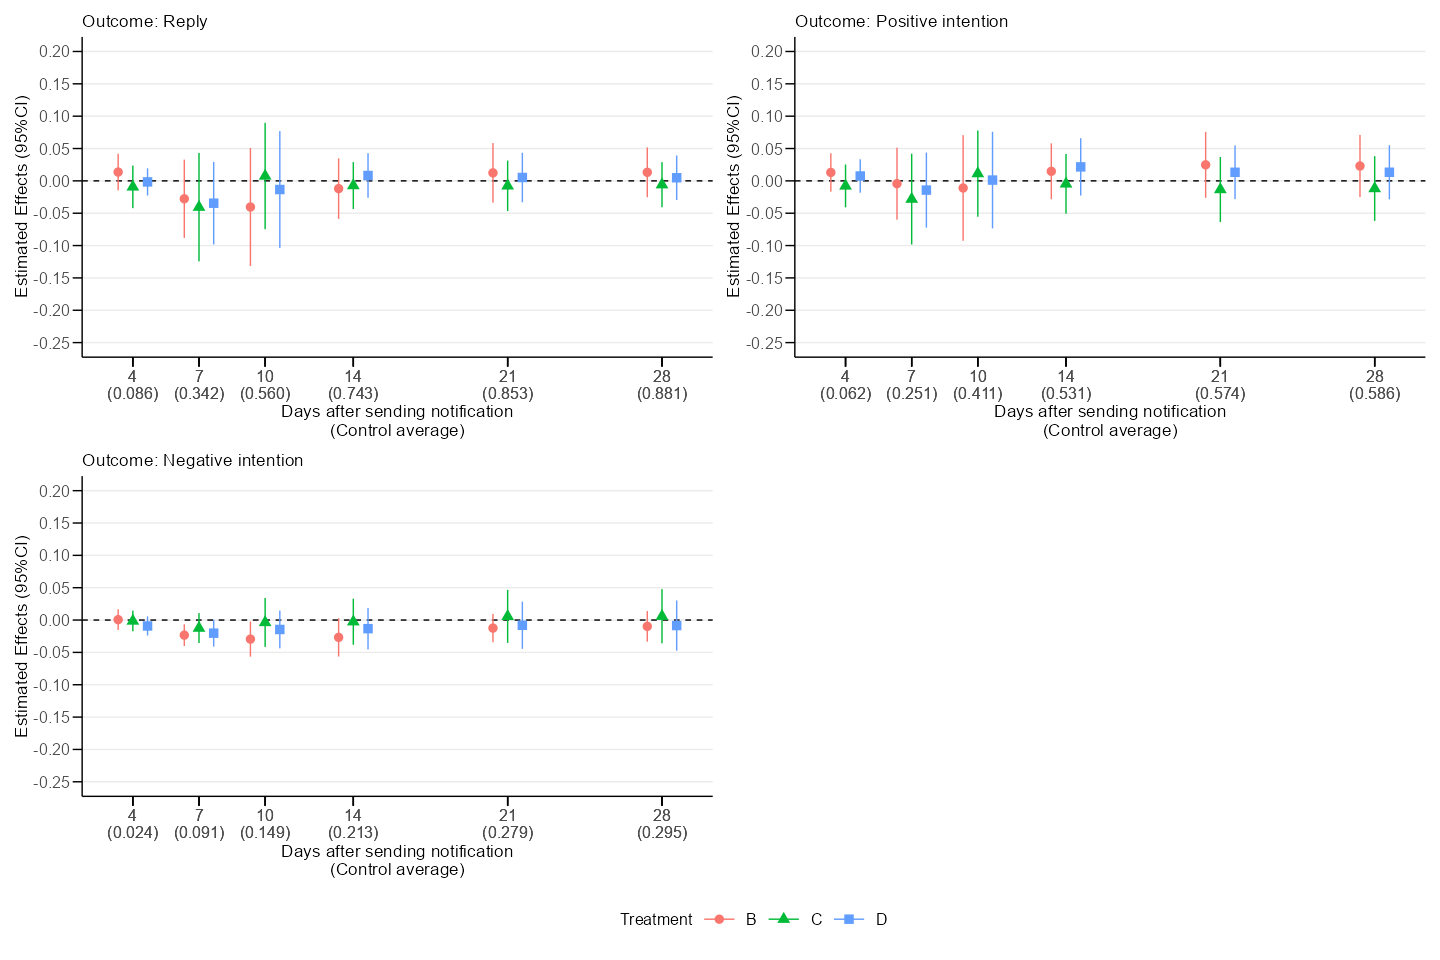 Outcome: Reply
Estimated Effects (95%CI)
0.20
0.15
0.10
0.05
0.00
-0.05
-0.10
-0.15
-0.20
-0.25
4 7 10 14 21 28
(0.086) (0.342) (0.560) (0.743) (0.853) (0.881)
Days after sending notification
(Control average)
Outcome: Positive intention
Estimated Effects (95%CI)
0.20
0.15
0.10
0.05
0.00
-0.05
-0.10
-0.15
-0.20
-0.25
4 7 10 14 21 28
(0.062) (0.251) (0.411) (0.531) (0.574) (0.586)
Days after sending notification
(Control average)
Outcome: Negative intention
Estimated Effects (95%CI)
0.20
0.15
0.10
0.05
0.00
-0.05
-0.10
-0.15
-0.20
-0.25
4 7 10 14 21 28
(0.024) (0.091) (0.149) (0.213) (0.279) (0.295)
Days after sending notification
(Control average)
Treatment B C D